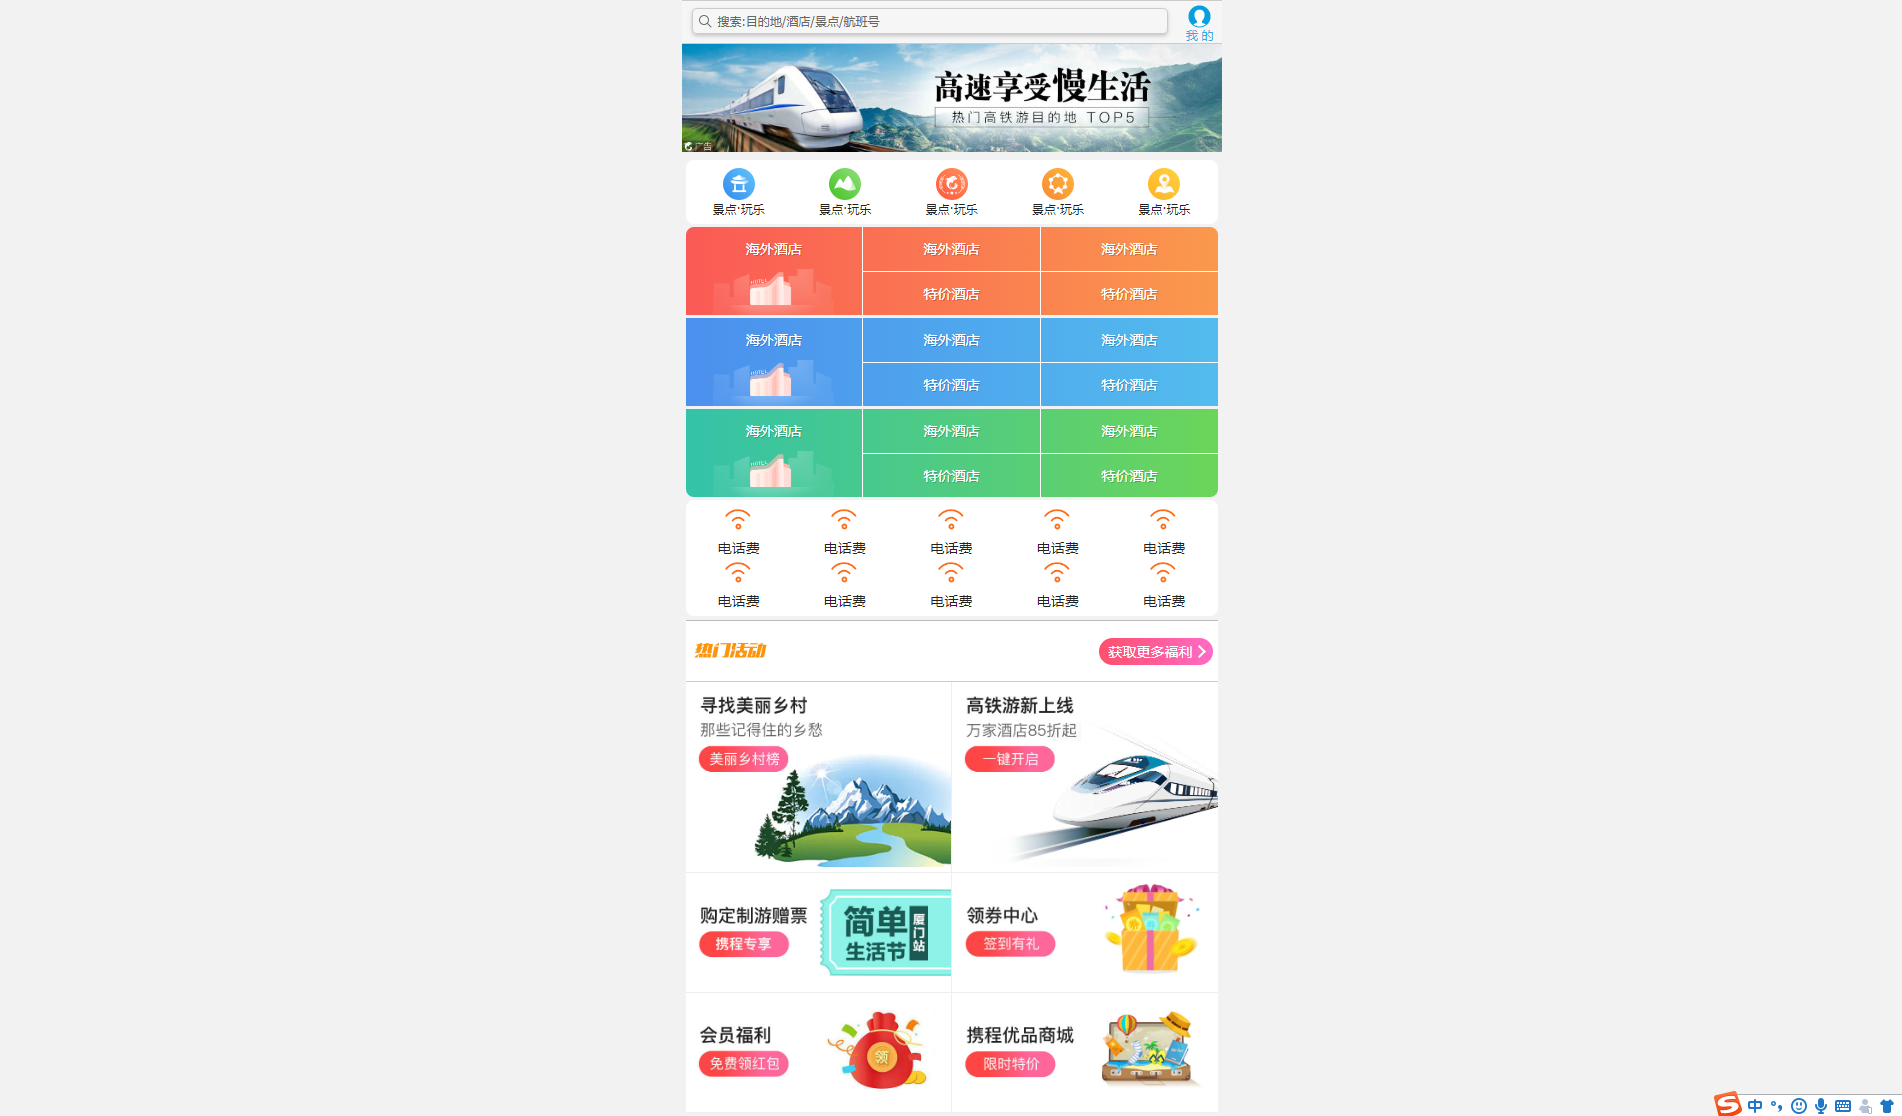 搜索:目的地/酒店/景点/航班号
我 的
高速享受慢生活
热门高铁游目的地 TOP5
广告
景点·玩乐 景点·玩乐 景点·玩乐 景点·玩乐 景点·玩乐
海外酒店 海外酒店 海外酒店
HOTEL
特价酒店 特价酒店
海外酒店 海外酒店 海外酒店
HOTEL
特价酒店 特价酒店
海外酒店 海外酒店 海外酒店
HOTEL
特价酒店 特价酒店
电话费 电话费 电话费 电话费 电话费
电话费 电话费 电话费 电话费 电话费
热门活动
获取更多福利
寻找美丽乡村
那些记得住的乡愁
美丽乡村榜
高铁游新上线
万家酒店85折起
一键开启
购定制游赠票
携程专享
简单
生活节
厦门站
领券中心
签到有礼
会员福利
免费领红包
领
携程优品商城
限时特价
中